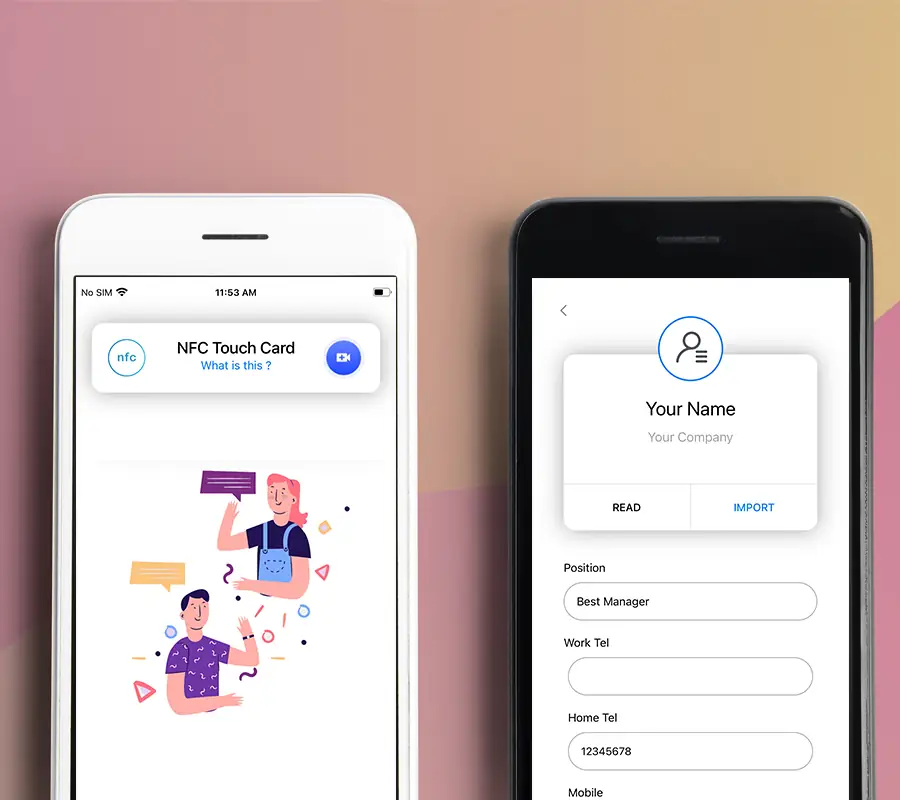 No SIM
11:53 AM
nfc
NFC Touch Card
What is this ?
Your Name
Your Company
READ
IMPORT
Position
Best Manager
Work Tel
Home Tel
12345678
Mobile